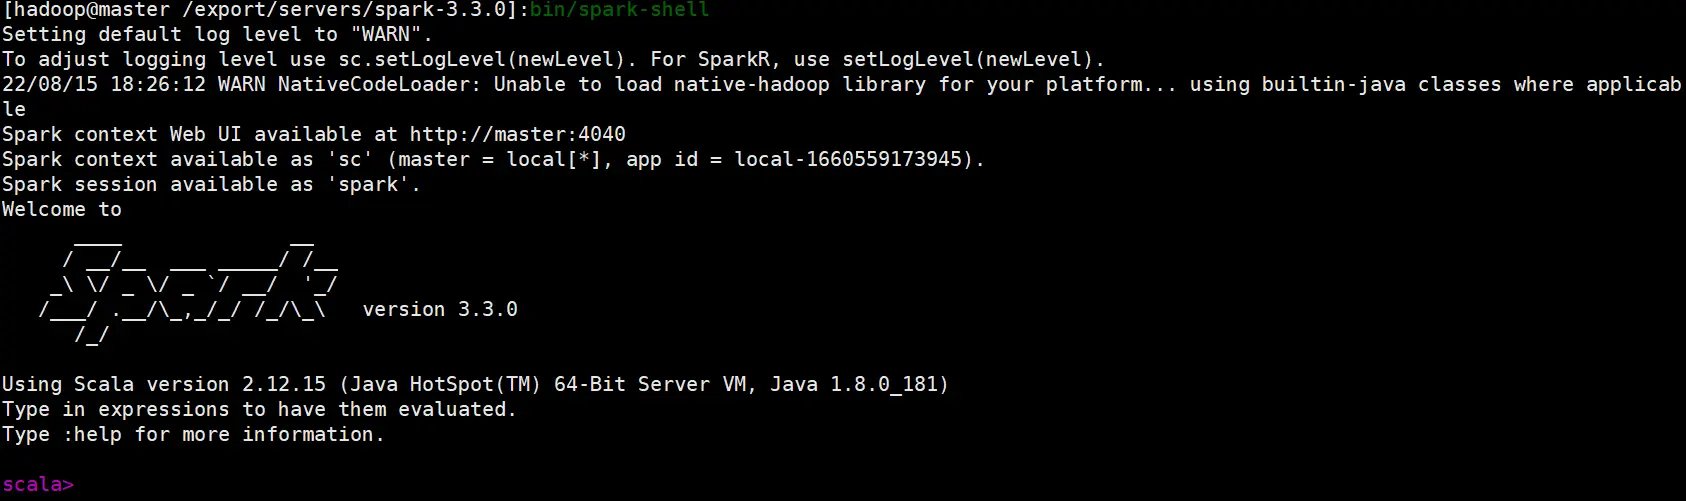 [hadoop@master /export/servers/spark-3.3.0]:bin/spark-shell
Setting default log level to "WARN".
To adjust logging level use sc.setLogLevel(newLevel). For SparkR, use setLogLevel(newLevel).
22/08/15 18:26:12 WARN NativeCodeLoader: Unable to load native-hadoop library for your platform... using builtin-java classes where applicab
le
Spark context Web UI available at http://master:4040
Spark context available as 'sc' (master = local[*], app id = local-1660559173945).
Spark session available as 'spark'.
Welcome to
      ____              __
     / __/__  ___ _____/ /__
    _\ \/ _ \/ _ `/ __/  '_/
   /___/ .__/\_,_/_/ /_/\_\   version 3.3.0
      /_/
Using Scala version 2.12.15 (Java HotSpot(TM) 64-Bit Server VM, Java 1.8.0_181)
Type in expressions to have them evaluated.
Type :help for more information.
scala>